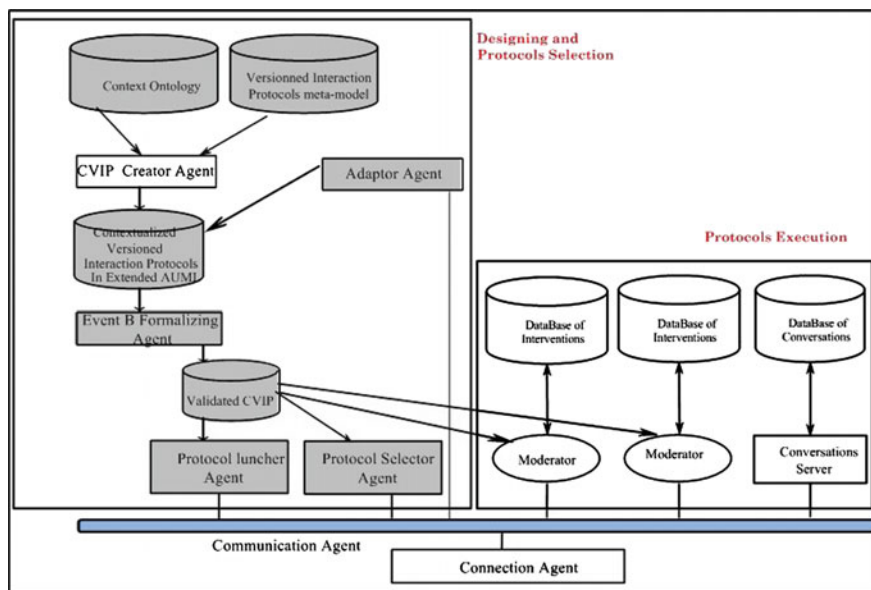 Designing and
Protocols Selection
Context Ontology
Versionned Interaction
Protocols meta-model
CVIP Creator Agent
Adaptor Agent
Contextualized
Versioned
Interaction Protocols
In Extended AUMl
Event B Formalizing
Agent
Validated CVIP
Protocol luncher
Agent
Protocol Selector
Agent
Protocols Execution
DataBase of
Interventions
DataBase of
Interventions
DataBase of
Conversations
Moderator
Moderator
Conversations
Server
Communication Agent
Connection Agent